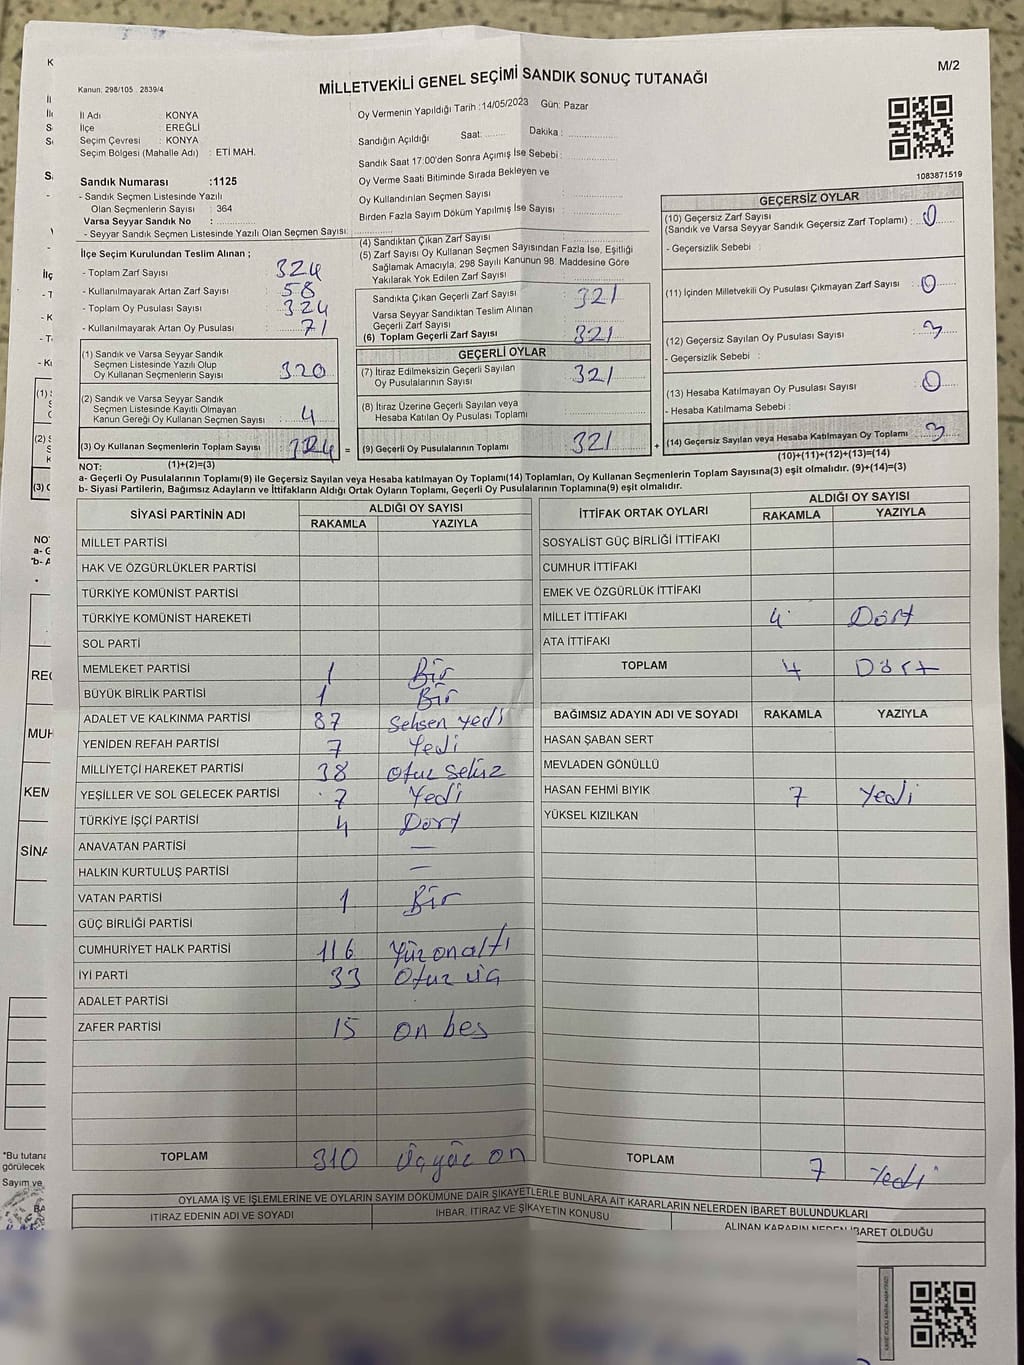 M/2
Kanun: 298/105 2839/4
MİLLETVEKİLİ GENEL SEÇİMİ SANDIK SONUÇ TUTANAĞI
İl Adı : KONYA
İlçe : EREĞLİ
Seçim Çevresi : KONYA
Seçim Bölgesi (Mahalle Adı) : ETİ MAH.
Oy Vermenin Yapıldığı Tarih :14/05/2023 Gün: Pazar
Sandığın Açıldığı Saat: ........ Dakika : ....................
Sandık Saat 17:00'den Sonra Açımış İse Sebebi : ....................
Oy Verme Saati Bitiminde Sırada Bekleyen ve
Oy Kullandırılan Seçmen Sayısı : ....................
Birden Fazla Sayım Döküm Yapılmış İse Sayısı : ....................
1083871519
Sandık Numarası :1125
- Sandık Seçmen Listesinde Yazılı
Olan Seçmenlerin Sayısı : 364
Varsa Seyyar Sandık No : ....................
- Seyyar Sandık Seçmen Listesinde Yazılı Olan Seçmen Sayısı: ....................
İlçe Seçim Kurulundan Teslim Alınan ;
- Toplam Zarf Sayısı : 324
- Kullanılmayarak Artan Zarf Sayısı : 58
- Toplam Oy Pusulası Sayısı : 324
- Kullanılmayarak Artan Oy Pusulası : 71
(1) Sandık ve Varsa Seyyar Sandık
Seçmen Listesinde Yazılı Olup
Oy Kullanan Seçmenlerin Sayısı : 320
(2) Sandık ve Varsa Seyyar Sandık
Seçmen Listesinde Kayıtlı Olmayan
Kanun Gereği Oy Kullanan Seçmen Sayısı : 4
(3) Oy Kullanan Seçmenlerin Toplam Sayısı : 324 =
(4) Sandıktan Çıkan Zarf Sayısı
(5) Zarf Sayısı Oy Kullanan Seçmen Sayısından Fazla İse, Eşitliği
Sağlamak Amacıyla, 298 Sayılı Kanunun 98. Maddesine Göre
Yakılarak Yok Edilen Zarf Sayısı : ....................
Sandıkta Çıkan Geçerli Zarf Sayısı : 321
Varsa Seyyar Sandıktan Teslim Alınan
Geçerli Zarf Sayısı : ....................
(6) Toplam Geçerli Zarf Sayısı : 321
GEÇERLİ OYLAR
(7) İtiraz Edilmeksizin Geçerli Sayılan
Oy Pusulalarının Sayısı : 321
(8) İtiraz Üzerine Geçerli Sayılan veya
Hesaba Katılan Oy Pusulası Toplamı : ....................
(9) Geçerli Oy Pusulalarının Toplamı : 321 +
GEÇERSİZ OYLAR
(10) Geçersiz Zarf Sayısı
(Sandık ve Varsa Seyyar Sandık Geçersiz Zarf Toplamı) : 0
- Geçersizlik Sebebi :
(11) İçinden Milletvekili Oy Pusulası Çıkmayan Zarf Sayısı : 0
(12) Geçersiz Sayılan Oy Pusulası Sayısı : 3
- Geçersizlik Sebebi :
(13) Hesaba Katılmayan Oy Pusulası Sayısı : 0
- Hesaba Katılmama Sebebi :
(14) Geçersiz Sayılan veya Hesaba Katılmayan Oy Toplamı : 3
NOT: (1)+(2)=(3) (10)+(11)+(12)+(13)=(14)
a- Geçerli Oy Pusulalarının Toplamı(9) ile Geçersiz Sayılan veya Hesaba katılmayan Oy Toplamı(14) Toplamları, Oy Kullanan Seçmenlerin Toplam Sayısına(3) eşit olmalıdır. (9)+(14)=(3)
b- Siyasi Partilerin, Bağımsız Adayların ve İttifakların Aldığı Ortak Oyların Toplamı, Geçerli Oy Pusulalarının Toplamına(9) eşit olmalıdır.
SİYASİ PARTİNİN ADI ALDIĞI OY SAYISI
RAKAMLA YAZIYLA
MİLLET PARTİSİ
HAK VE ÖZGÜRLÜKLER PARTİSİ
TÜRKİYE KOMÜNİST PARTİSİ
TÜRKİYE KOMÜNİST HAREKETİ
SOL PARTİ
MEMLEKET PARTİSİ 1 Bir
BÜYÜK BİRLİK PARTİSİ 1 Bir
ADALET VE KALKINMA PARTİSİ 87 Seksen yedi
YENİDEN REFAH PARTİSİ 7 Yedi
MİLLİYETÇİ HAREKET PARTİSİ 38 Otuz Sekiz
YEŞİLLER VE SOL GELECEK PARTİSİ 7 Yedi
TÜRKİYE İŞÇİ PARTİSİ 4 Dört
ANAVATAN PARTİSİ —
HALKIN KURTULUŞ PARTİSİ —
VATAN PARTİSİ 1 Bir
GÜÇ BİRLİĞİ PARTİSİ
CUMHURİYET HALK PARTİSİ 116 Yüz on altı
İYİ PARTİ 33 Otuz üç
ADALET PARTİSİ
ZAFER PARTİSİ 15 on beş
TOPLAM 310 Üçyüz on
İTTİFAK ORTAK OYLARI ALDIĞI OY SAYISI
RAKAMLA YAZIYLA
SOSYALİST GÜÇ BİRLİĞİ İTTİFAKI
CUMHUR İTTİFAKI
EMEK VE ÖZGÜRLÜK İTTİFAKI
MİLLET İTTİFAKI 4 Dört
ATA İTTİFAKI
TOPLAM 4 Dört
BAĞIMSIZ ADAYIN ADI VE SOYADI RAKAMLA YAZIYLA
HASAN ŞABAN SERT
MEVLADEN GÖNÜLLÜ
HASAN FEHMİ BIYIK 7 Yedi
YÜKSEL KIZILKAN
TOPLAM 7 Yedi
OYLAMA İŞ VE İŞLEMLERİNE VE OYLARIN SAYIM DÖKÜMÜNE DAİR ŞİKAYETLERLE BUNLARA AİT KARARLARIN NELERDEN İBARET BULUNDUKLARI
İTİRAZ EDENİN ADI VE SOYADI İHBAR, İTİRAZ VE ŞİKAYETİN KONUSU ALINAN KARARIN NEDEN İBARET OLDUĞU
*Bu tutana
görülecek
Sayım ve